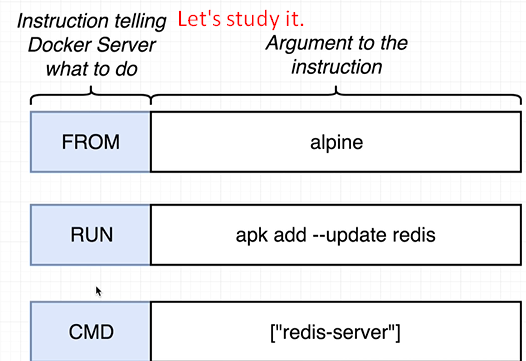 Instruction telling
Docker Server
what to do
Let's study it.
Argument to the
instruction
FROM
alpine
RUN
apk add --update redis
CMD
["redis-server"]